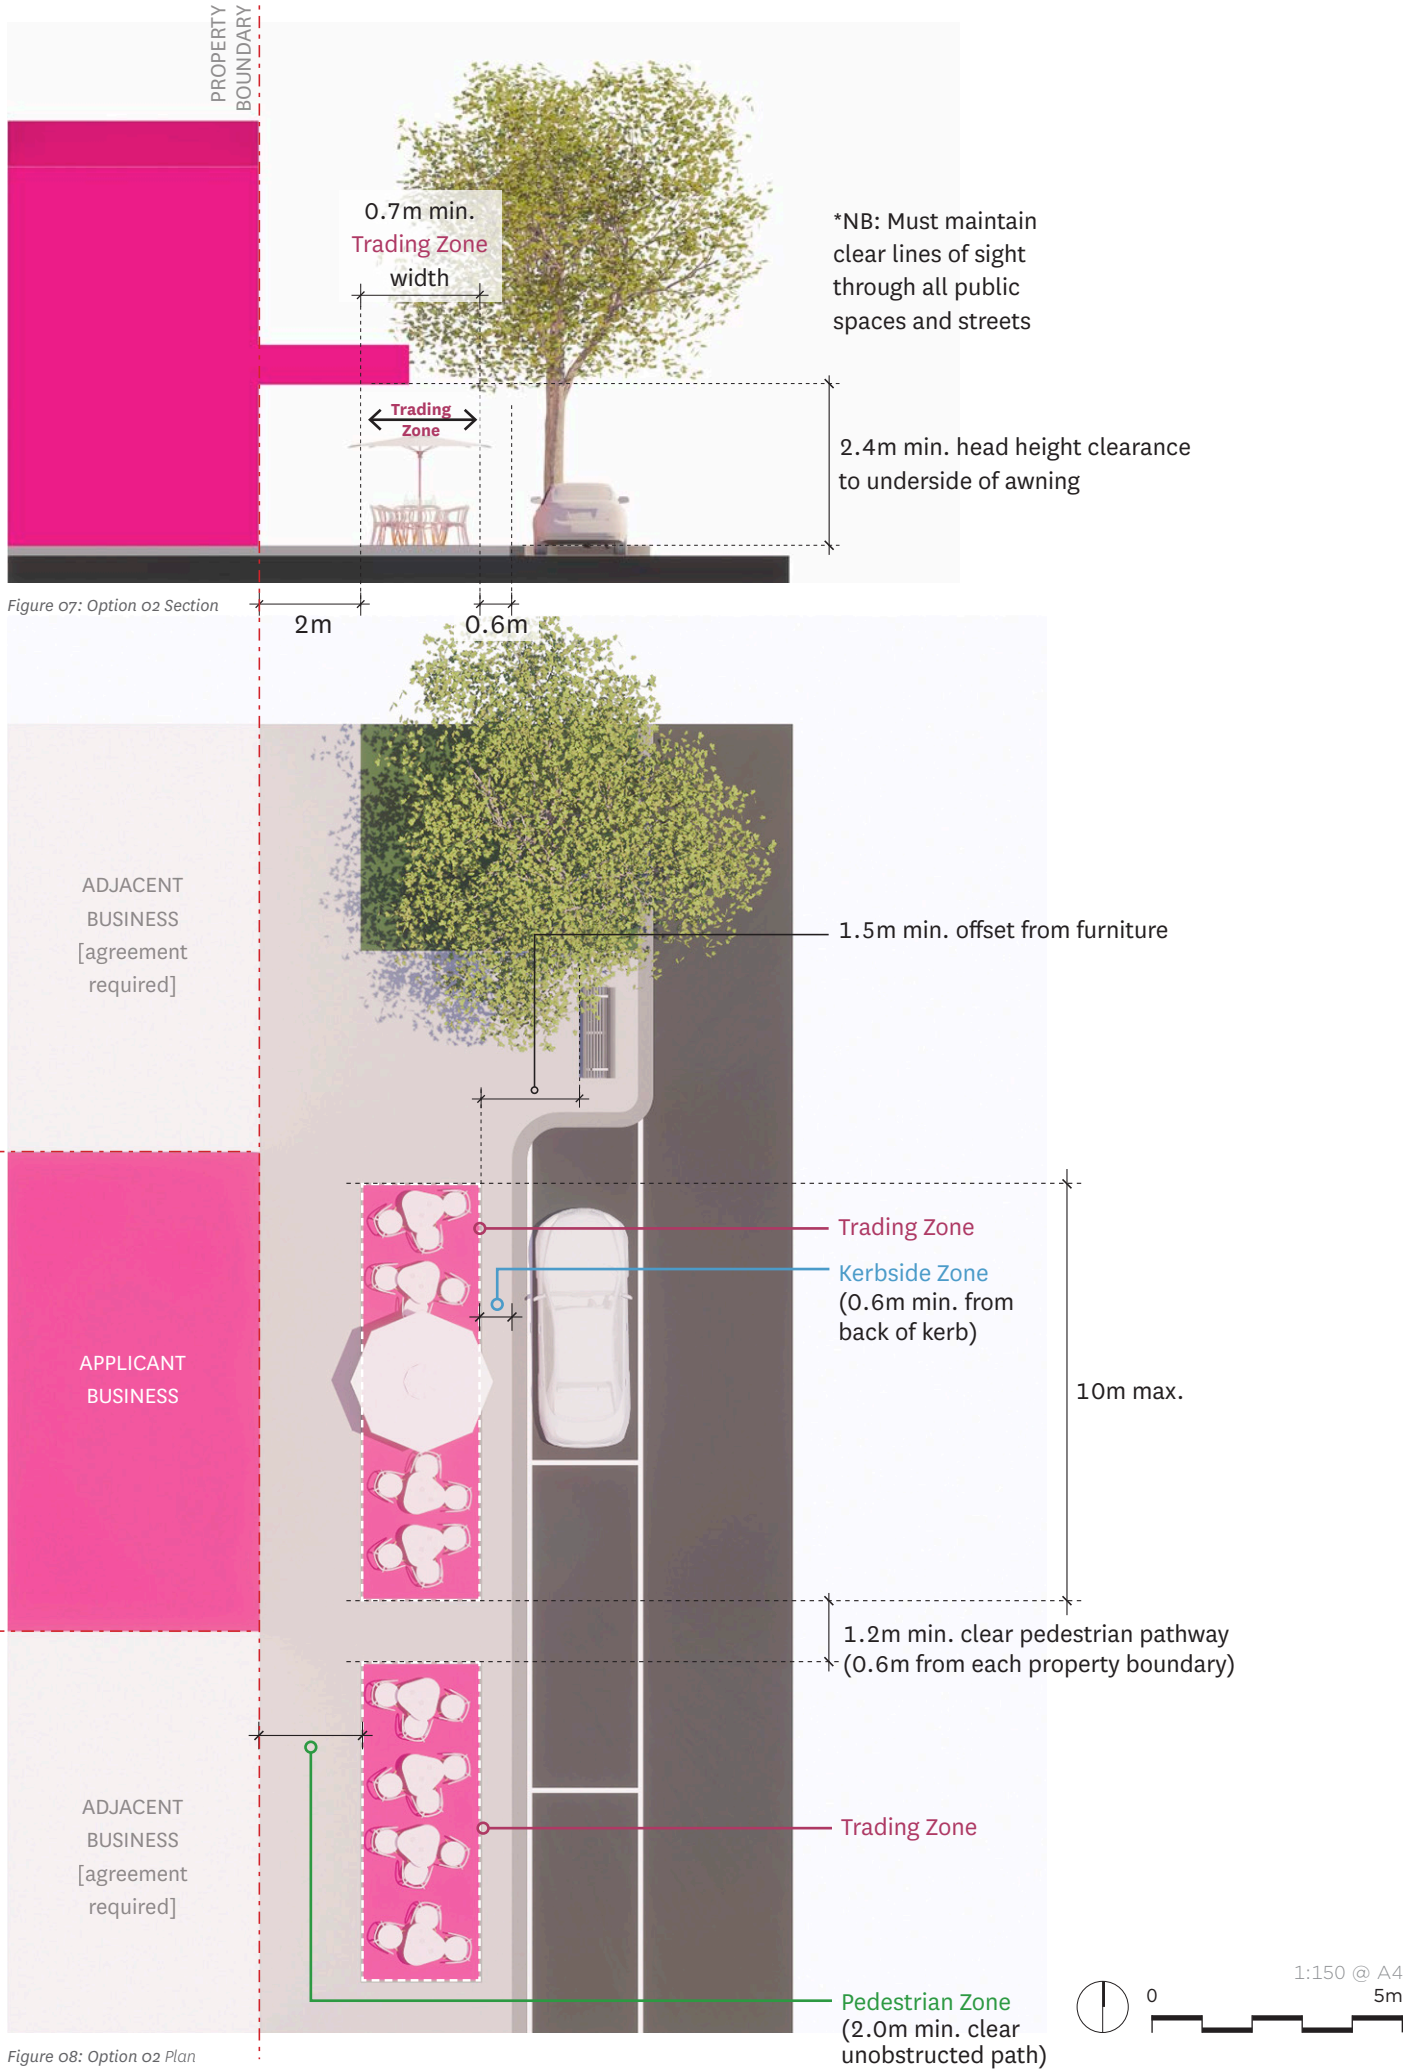 PROPERTY
BOUNDARY
0.7m min.
Trading Zone
width
*NB: Must maintain
clear lines of sight
through all public
spaces and streets
Trading
Zone
2.4m min. head height clearance
to underside of awning
Figure 07: Option 02 Section
2m
0.6m
ADJACENT
BUSINESS
[agreement
required]
1.5m min. offset from furniture
Trading Zone
Kerbside Zone
(0.6m min. from
back of kerb)
APPLICANT
BUSINESS
10m max.
1.2m min. clear pedestrian pathway
(0.6m from each property boundary)
ADJACENT
BUSINESS
[agreement
required]
Trading Zone
Pedestrian Zone
(2.0m min. clear
unobstructed path)
1:150 @ A4
0
5m
Figure 08: Option 02 Plan